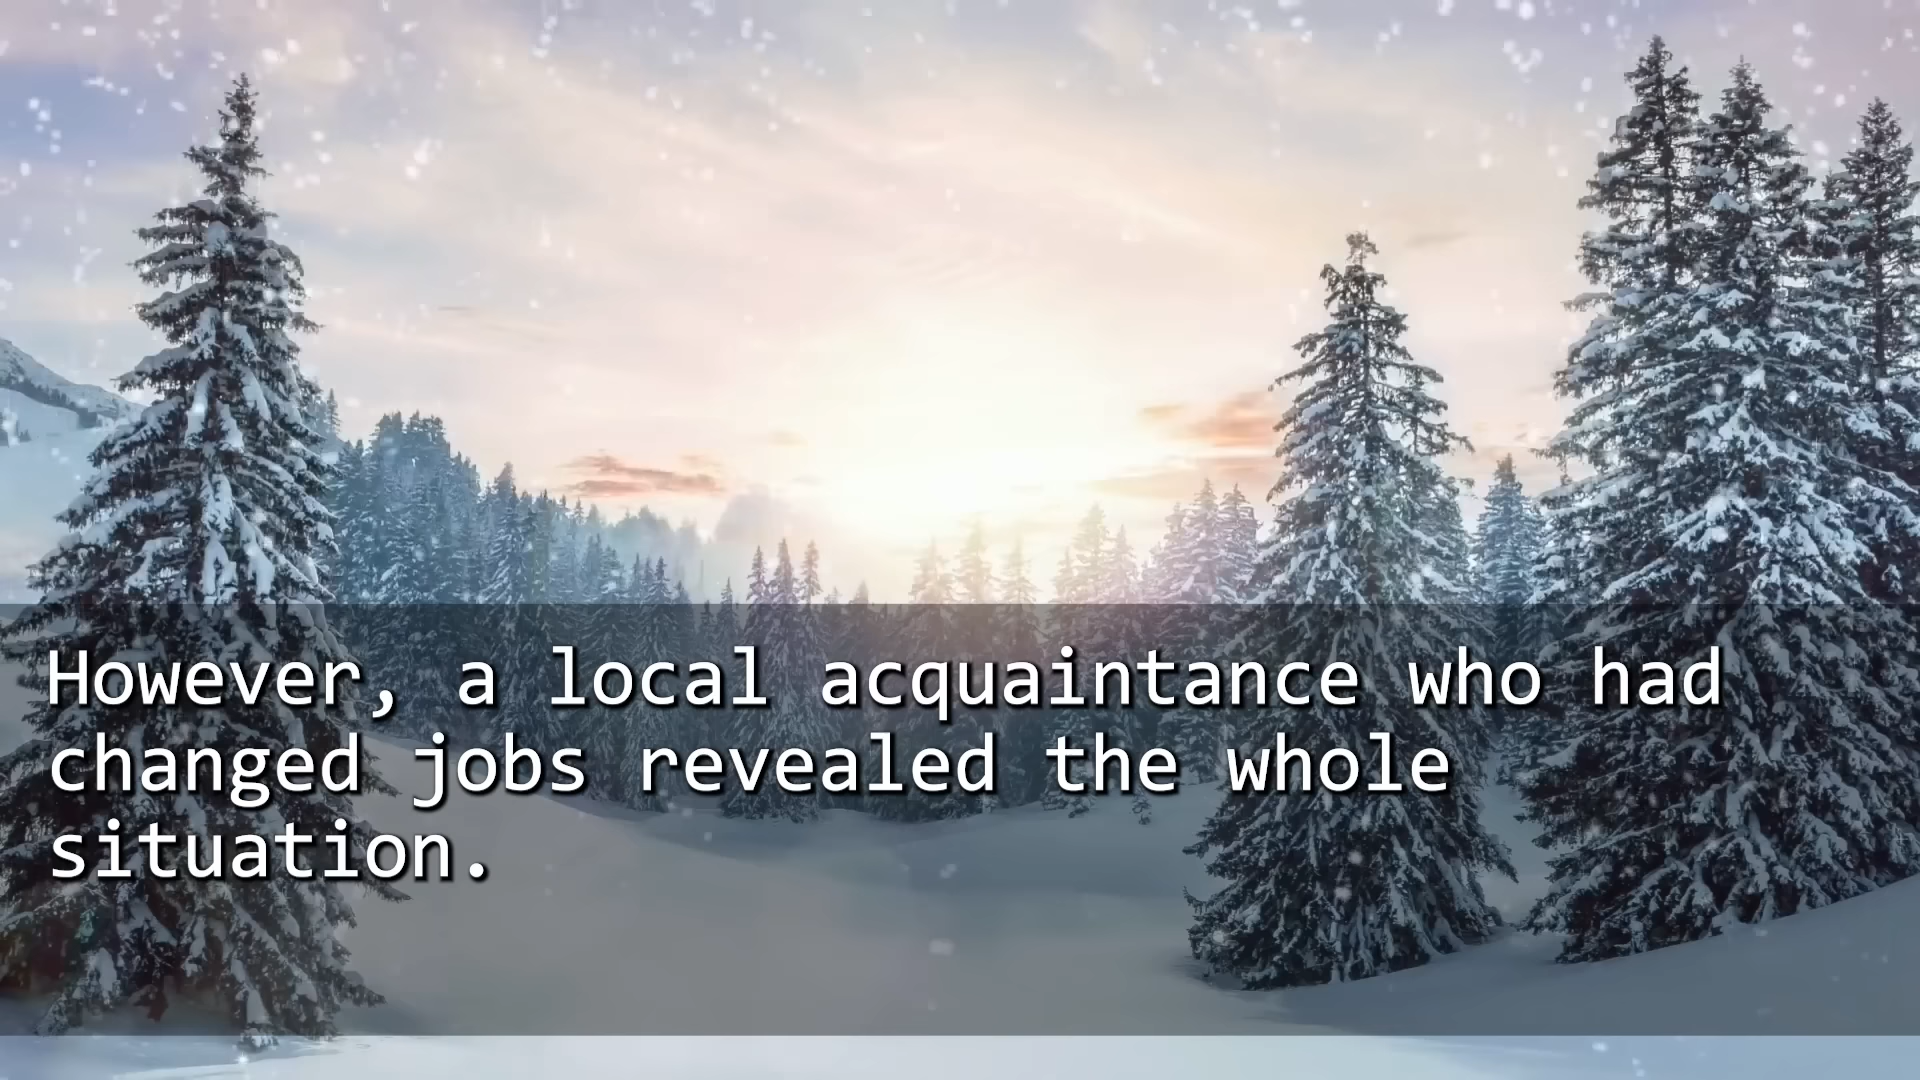 However, a local acquaintance who had
changed jobs revealed the whole
situation.